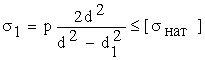 σ₁ = p 2d² / (d² − d₁²) ≤ [σнат ]